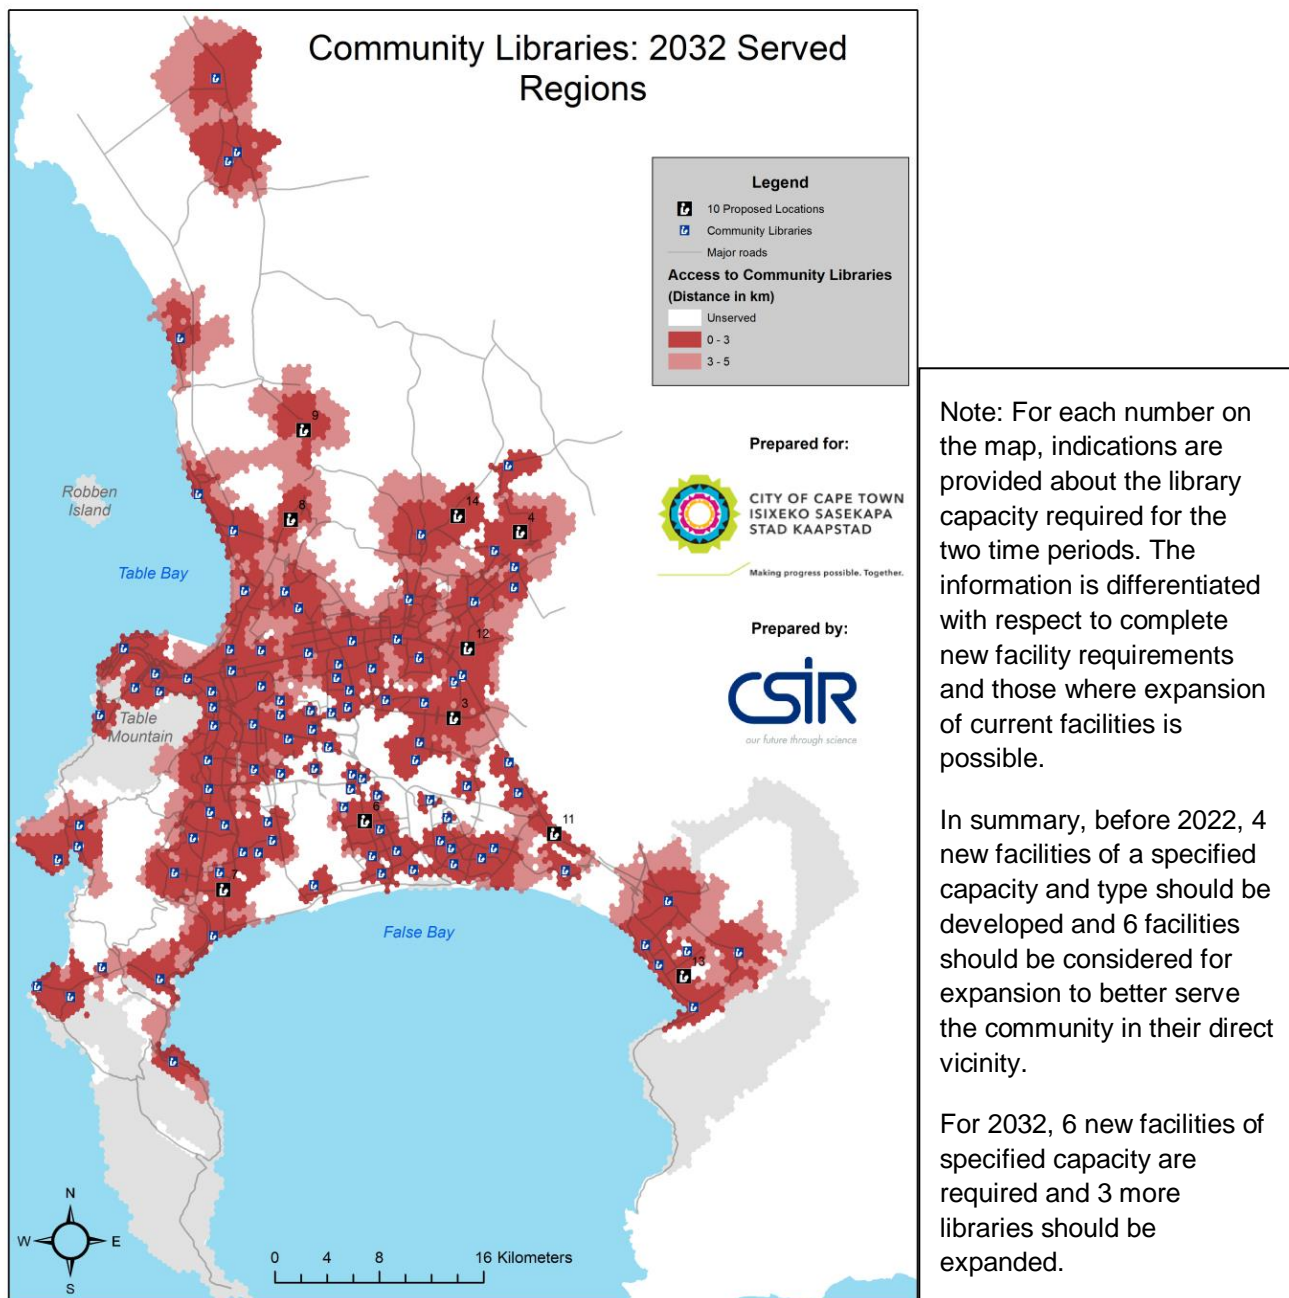 Community Libraries: 2032 Served
Regions
Legend
10 Proposed Locations
Community Libraries
Major roads
Access to Community Libraries
(Distance in km)
Unserved
0 - 3
3 - 5
Prepared for:
CITY OF CAPE TOWN
ISIXEKO SASEKAPA
STAD KAAPSTAD
Making progress possible. Together.
Prepared by:
CSIR
our future through science
9
14
8
4
12
3
6
11
7
13
Robben
Island
Table Bay
Table
Mountain
False Bay
N
W
E
S
0
4
8
16 Kilometers
Note: For each number on
the map, indications are
provided about the library
capacity required for the
two time periods. The
information is differentiated
with respect to complete
new facility requirements
and those where expansion
of current facilities is
possible.
In summary, before 2022, 4
new facilities of a specified
capacity and type should be
developed and 6 facilities
should be considered for
expansion to better serve
the community in their direct
vicinity.
For 2032, 6 new facilities of
specified capacity are
required and 3 more
libraries should be
expanded.